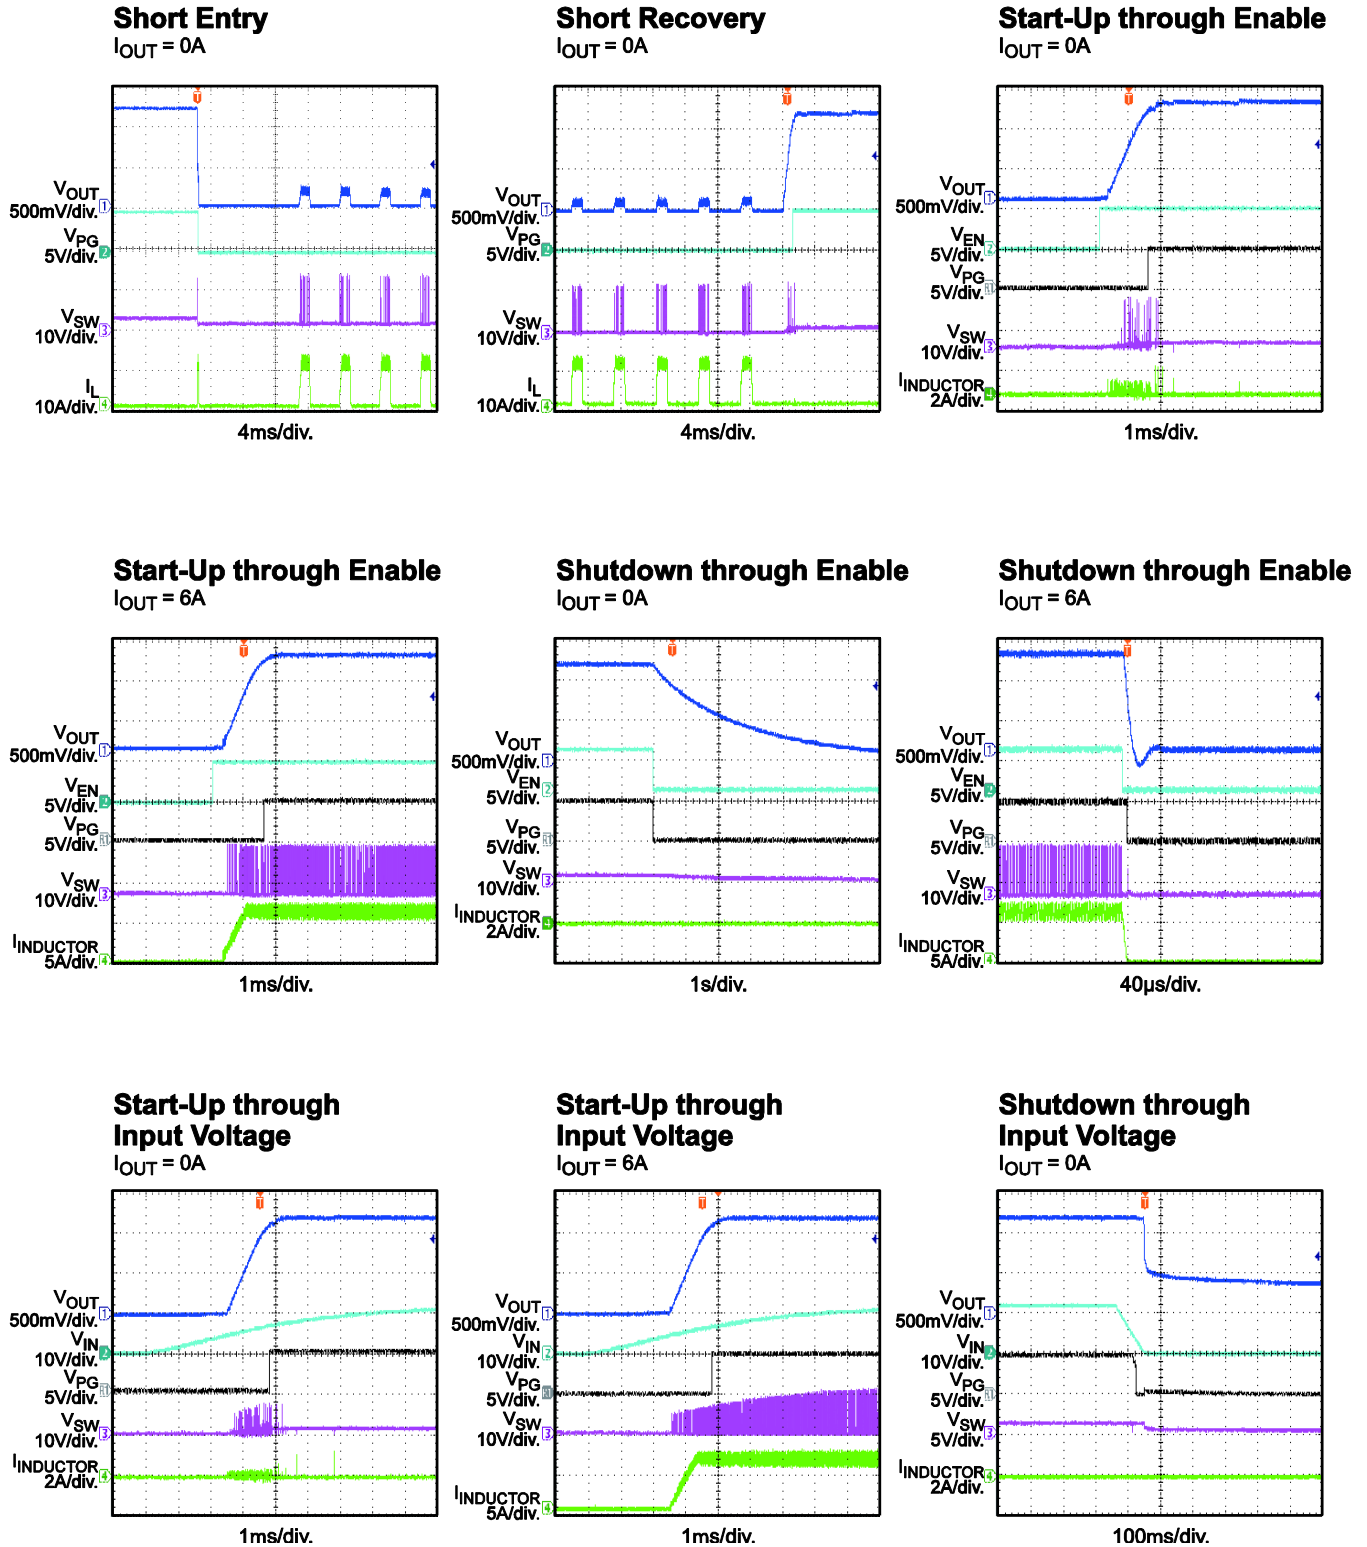 Short Entry
IOUT = 0A
VOUT
500mV/div.
VPG
5V/div.
VSW
10V/div.
IL
10A/div.
4ms/div.
Short Recovery
IOUT = 0A
VOUT
500mV/div.
VPG
5V/div.
VSW
10V/div.
IL
10A/div.
4ms/div.
Start-Up through Enable
IOUT = 0A
VOUT
500mV/div.
VEN
5V/div.
VPG
5V/div.
VSW
10V/div.
IINDUCTOR
2A/div.
1ms/div.
Start-Up through Enable
IOUT = 6A
VOUT
500mV/div.
VEN
5V/div.
VPG
5V/div.
VSW
10V/div.
IINDUCTOR
5A/div.
1ms/div.
Shutdown through Enable
IOUT = 0A
VOUT
500mV/div.
VEN
5V/div.
VPG
5V/div.
VSW
10V/div.
IINDUCTOR
2A/div.
1s/div.
Shutdown through Enable
IOUT = 6A
VOUT
500mV/div.
VEN
5V/div.
VPG
5V/div.
VSW
10V/div.
IINDUCTOR
5A/div.
40µs/div.
Start-Up through
Input Voltage
IOUT = 0A
VOUT
500mV/div.
VIN
10V/div.
VPG
5V/div.
VSW
10V/div.
IINDUCTOR
2A/div.
1ms/div.
Start-Up through
Input Voltage
IOUT = 6A
VOUT
500mV/div.
VIN
10V/div.
VPG
5V/div.
VSW
10V/div.
IINDUCTOR
5A/div.
1ms/div.
Shutdown through
Input Voltage
IOUT = 0A
VOUT
500mV/div.
VIN
10V/div.
VPG
5V/div.
VSW
5V/div.
IINDUCTOR
2A/div.
100ms/div.